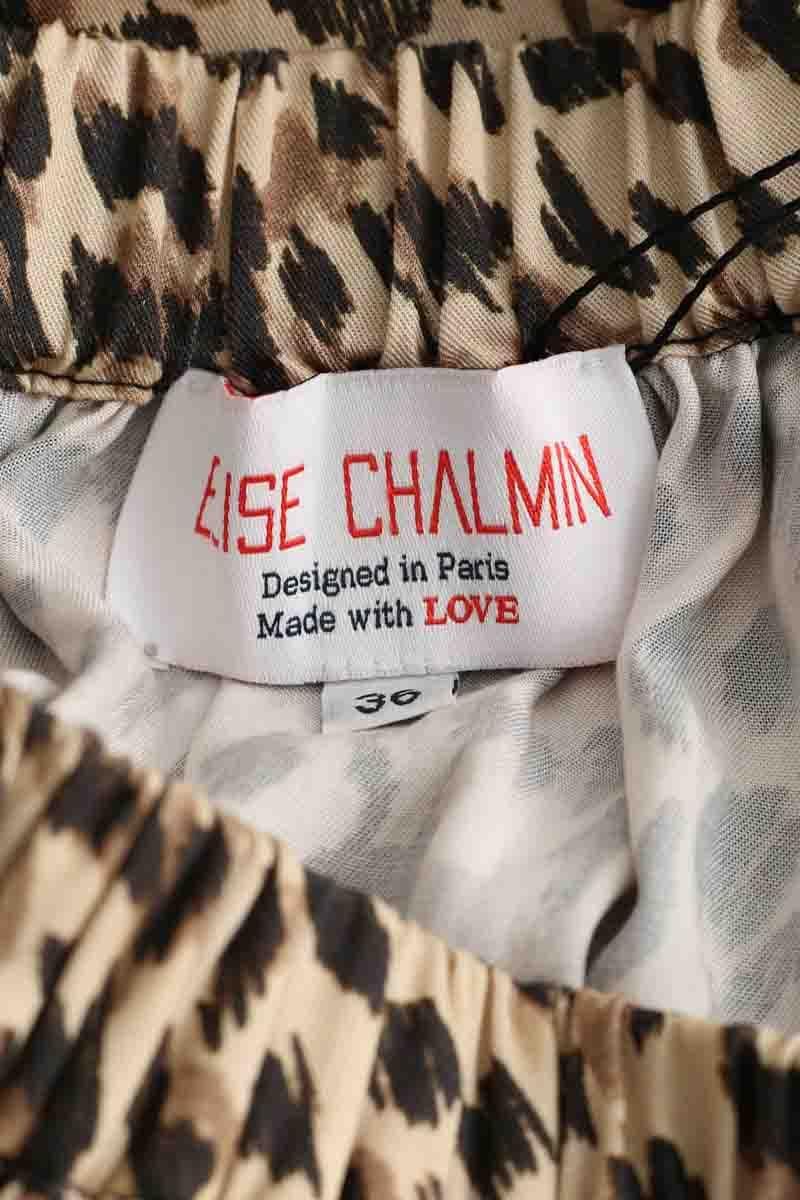 ELISE CHALMIN
Designed in Paris
Made with LOVE
36